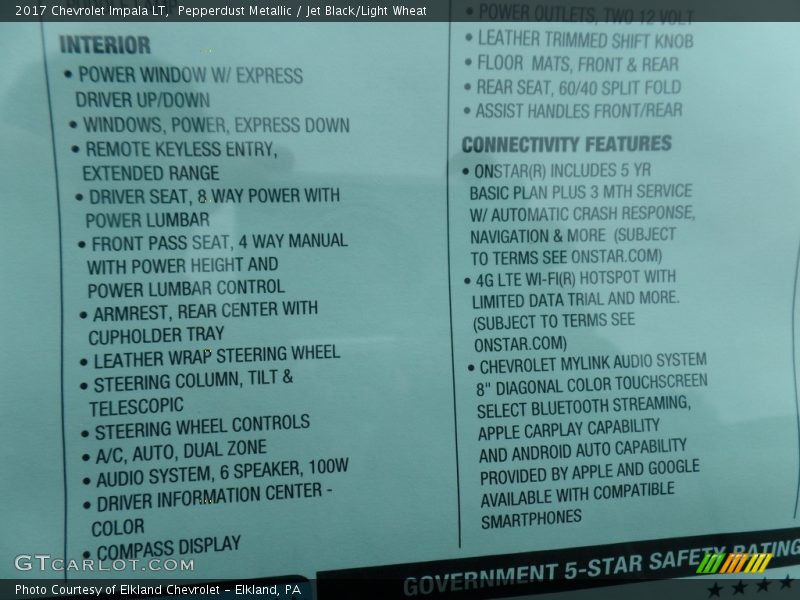 2017 Chevrolet Impala LT, Pepperdust Metallic / Jet Black/Light Wheat
INTERIOR
• POWER WINDOW W/ EXPRESS
DRIVER UP/DOWN
• WINDOWS, POWER, EXPRESS DOWN
• REMOTE KEYLESS ENTRY,
EXTENDED RANGE
• DRIVER SEAT, 8 WAY POWER WITH
POWER LUMBAR
• FRONT PASS SEAT, 4 WAY MANUAL
WITH POWER HEIGHT AND
POWER LUMBAR CONTROL
• ARMREST, REAR CENTER WITH
CUPHOLDER TRAY
• LEATHER WRAP STEERING WHEEL
• STEERING COLUMN, TILT &
TELESCOPIC
• STEERING WHEEL CONTROLS
• A/C, AUTO, DUAL ZONE
• AUDIO SYSTEM, 6 SPEAKER, 100W
• DRIVER INFORMATION CENTER -
COLOR
• COMPASS DISPLAY
• POWER OUTLETS, TWO 12 VOLT
• LEATHER TRIMMED SHIFT KNOB
• FLOOR MATS, FRONT & REAR
• REAR SEAT, 60/40 SPLIT FOLD
• ASSIST HANDLES FRONT/REAR
CONNECTIVITY FEATURES
• ONSTAR(R) INCLUDES 5 YR
BASIC PLAN PLUS 3 MTH SERVICE
W/ AUTOMATIC CRASH RESPONSE,
NAVIGATION & MORE (SUBJECT
TO TERMS SEE ONSTAR.COM)
• 4G LTE WI-FI(R) HOTSPOT WITH
LIMITED DATA TRIAL AND MORE.
(SUBJECT TO TERMS SEE
ONSTAR.COM)
• CHEVROLET MYLINK AUDIO SYSTEM
8" DIAGONAL COLOR TOUCHSCREEN
SELECT BLUETOOTH STREAMING,
APPLE CARPLAY CAPABILITY
AND ANDROID AUTO CAPABILITY
PROVIDED BY APPLE AND GOOGLE
AVAILABLE WITH COMPATIBLE
SMARTPHONES
GOVERNMENT 5-STAR SAFETY RATING
GTCARLOT.COM
Photo Courtesy of Elkland Chevrolet - Elkland, PA